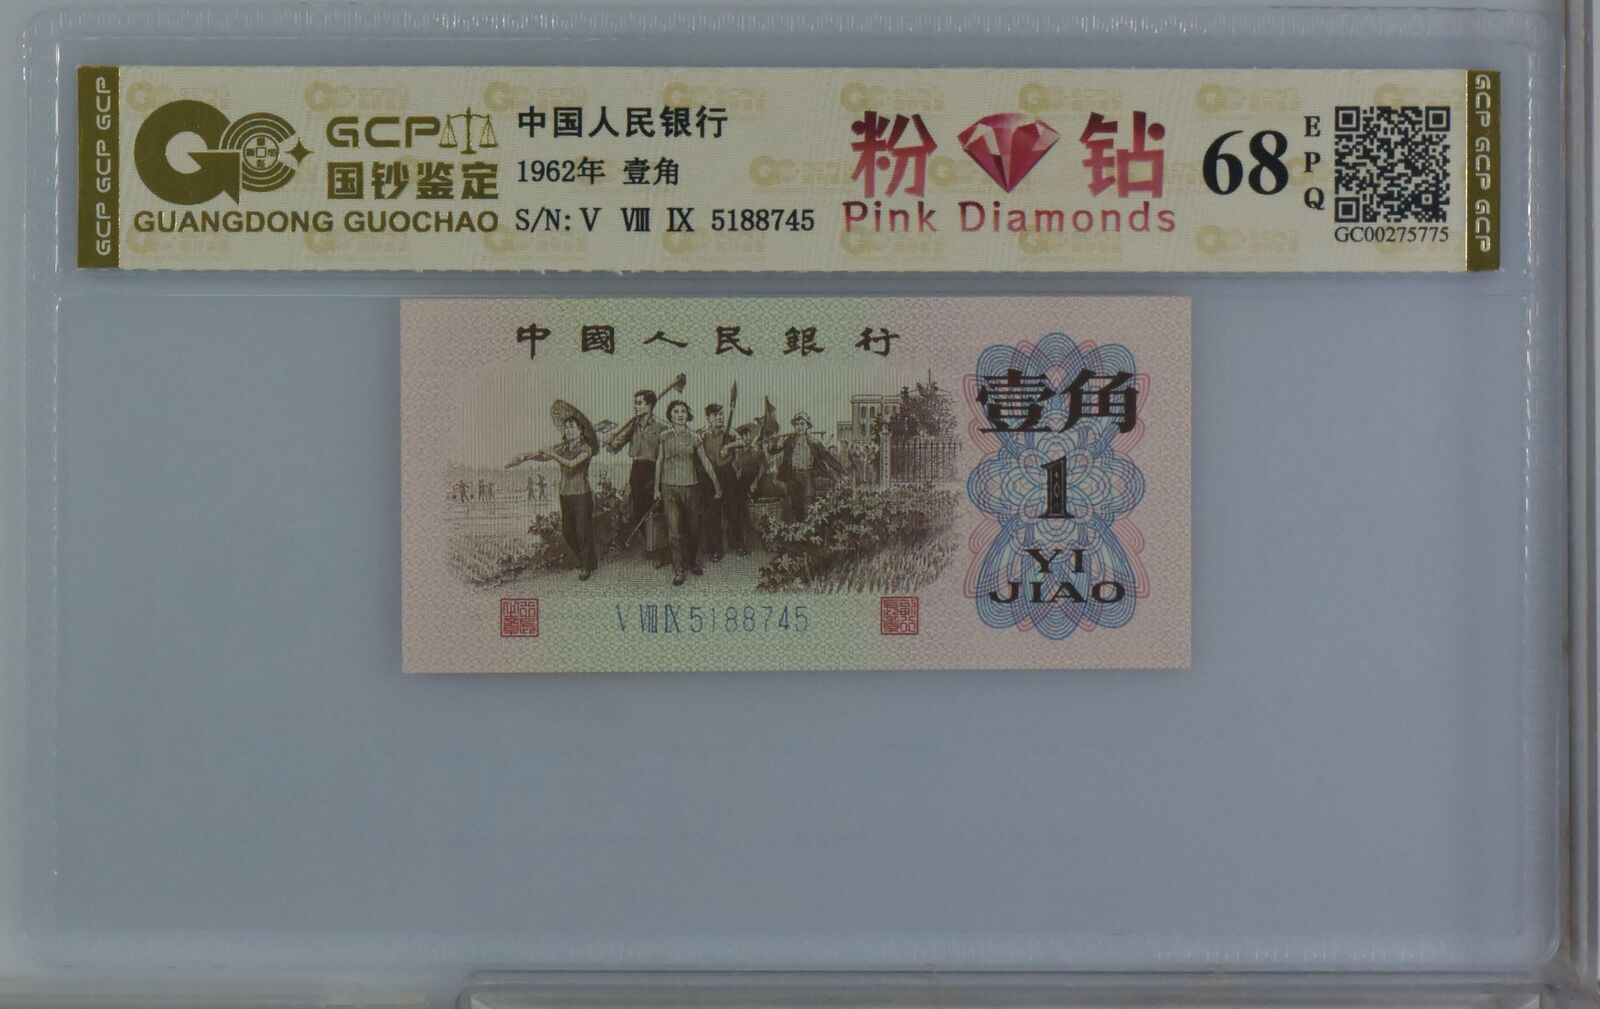 GCP GCP GCP
GCP
国钞鉴定
GUANGDONG GUOCHAO
中国人民银行
1962年 壹角
S/N: V VIII IX 5188745
粉钻
Pink Diamonds
68
EPQ
GC00275775
GCP GCP GCP
中國人民銀行
壹角
1
YI
JIAO
V VIII IX 5188745